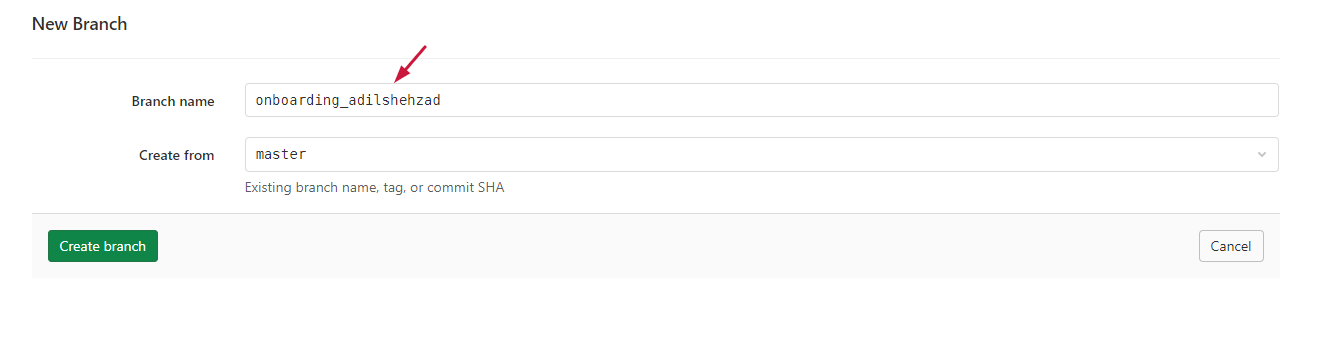 New Branch
Branch name onboarding_adilshehzad
Create from master
Existing branch name, tag, or commit SHA
Create branch Cancel